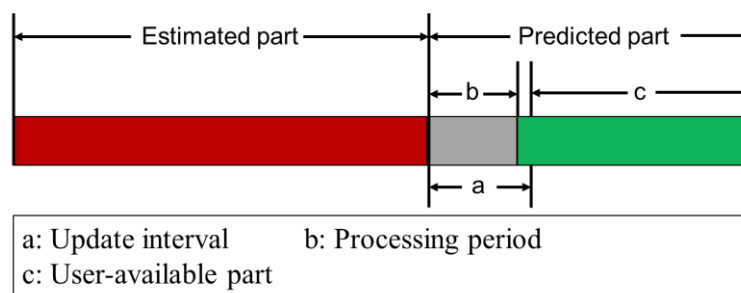 Estimated part Predicted part
b c
a
a: Update interval b: Processing period
c: User-available part